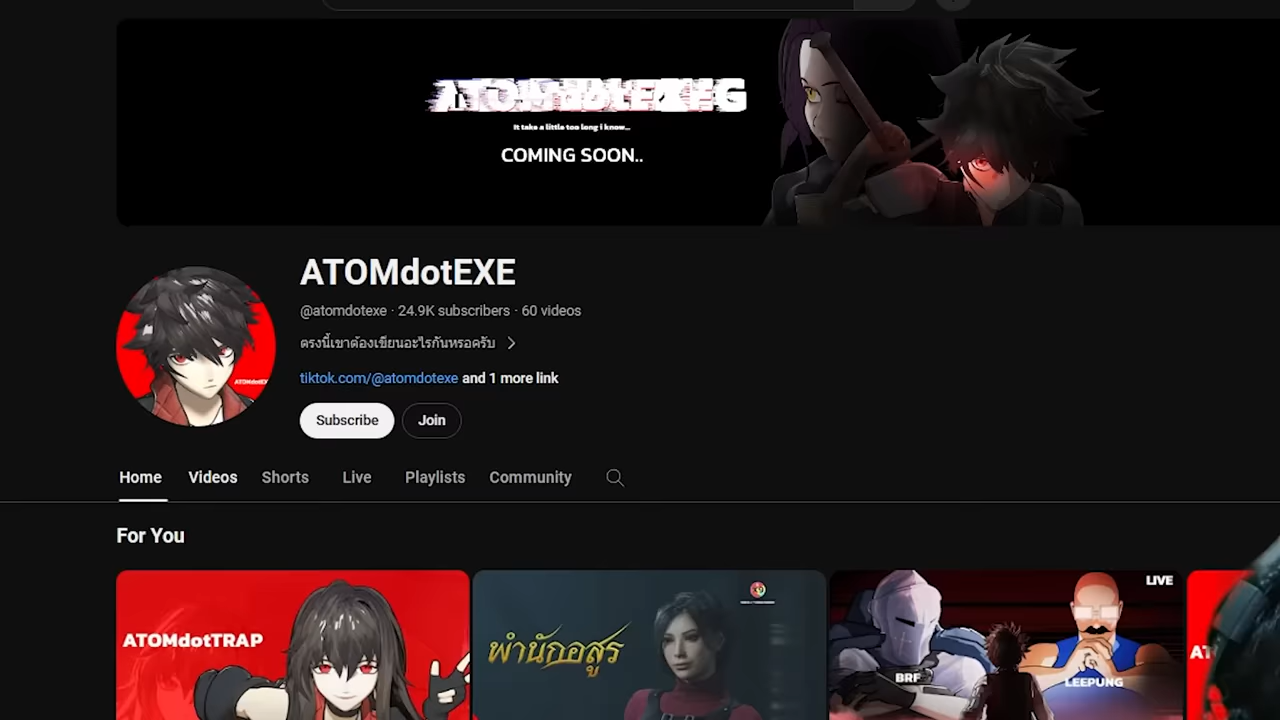 ATOMdotEXE
It take a little too long i know...
COMING SOON..
ATOMdotEXE
@atomdotexe · 24.9K subscribers · 60 videos
ตรงนี้เขาต้องเขียนอะไรกันหรอครับ
tiktok.com/@atomdotexe and 1 more link
Subscribe
Join
Home
Videos
Shorts
Live
Playlists
Community
For You
ATOMdotTRAP
พำนักอสูร
LIVE
BRF
LEEPUNG